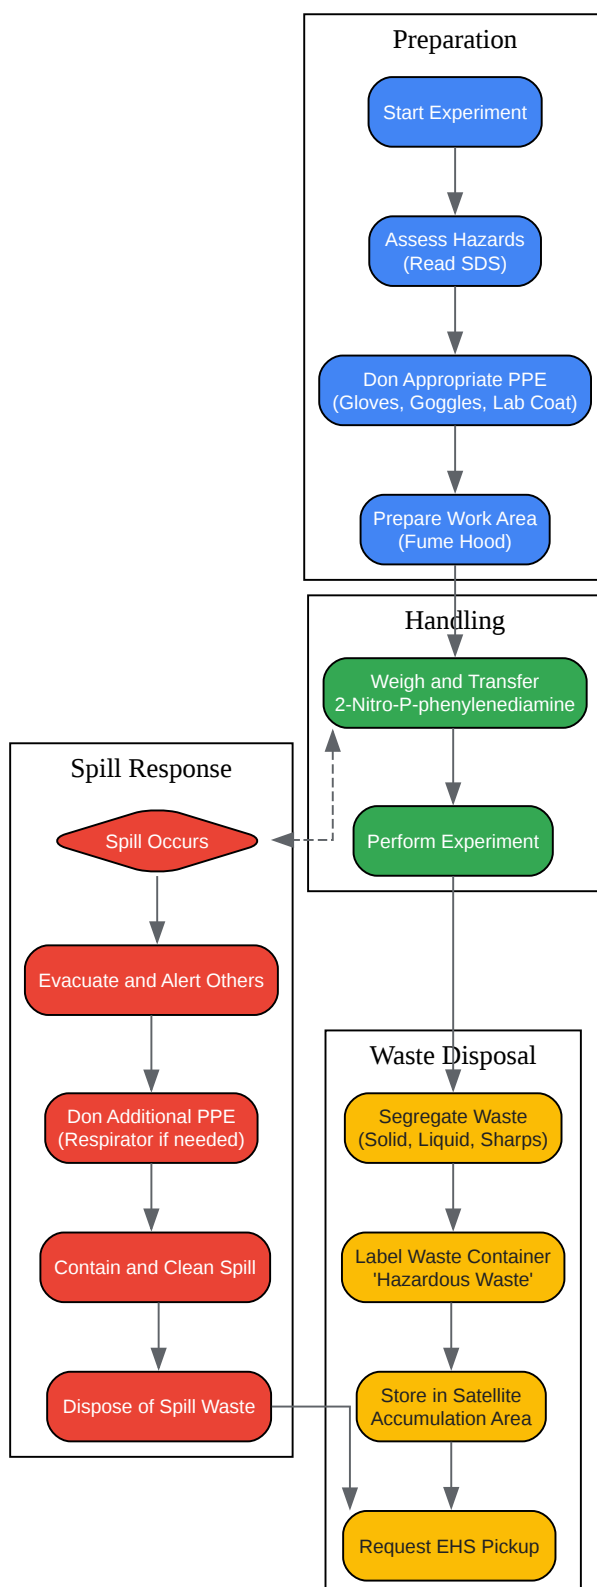 Preparation
Start Experiment
Assess Hazards
(Read SDS)
Don Appropriate PPE
(Gloves, Goggles, Lab Coat)
Prepare Work Area
(Fume Hood)
Handling
Weigh and Transfer
2-Nitro-P-phenylenediamine
Perform Experiment
Spill Response
Spill Occurs
Evacuate and Alert Others
Don Additional PPE
(Respirator if needed)
Contain and Clean Spill
Dispose of Spill Waste
Waste Disposal
Segregate Waste
(Solid, Liquid, Sharps)
Label Waste Container
'Hazardous Waste'
Store in Satellite
Accumulation Area
Request EHS Pickup